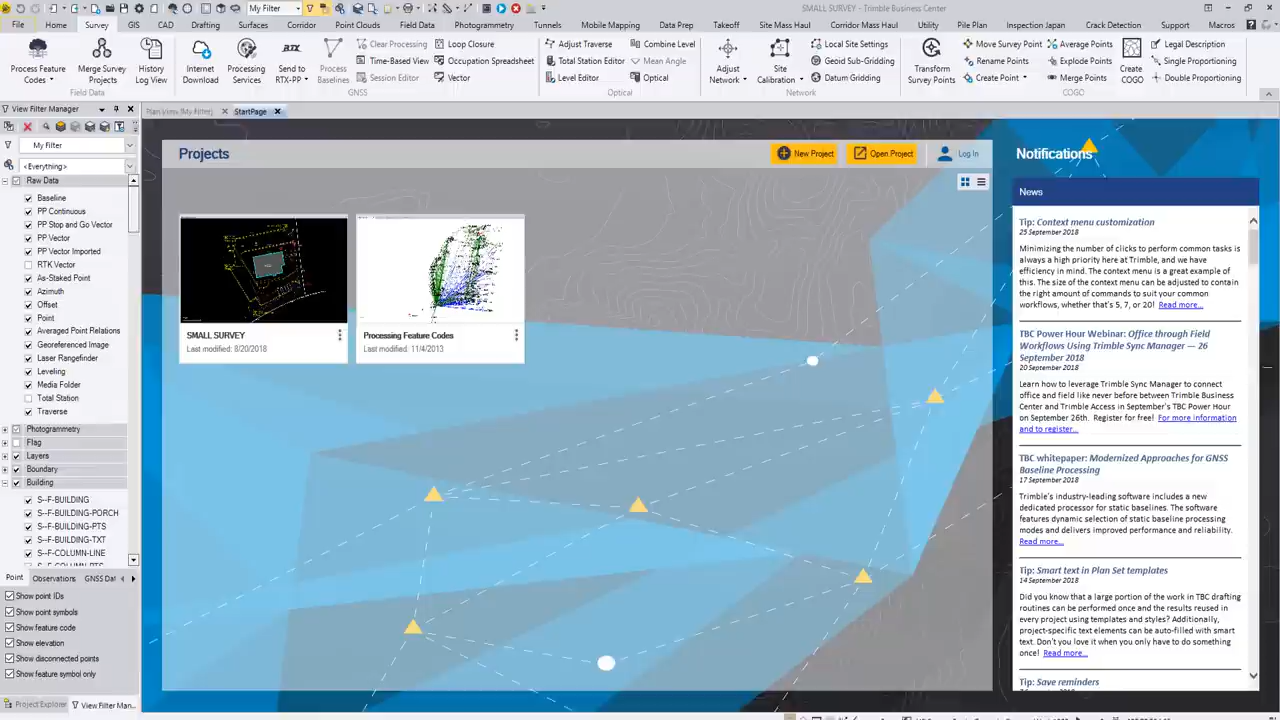 My Filter
SMALL SURVEY - Trimble Business Center
File Survey GIS CAD Drafting Surfaces Corridor Point Clouds Field Data Photogrammetry Tunnels Mobile Mapping Data Prep Takeoff Site Mass Haul Corridor Mass Haul Utility Pile Plan Inspection Japan Crack Detection Support Macros
Process Feature Codes
Merge Survey Projects
History Log View
Field Data
Internet Download
Processing Services
Send to RTX-PP
Process Baselines
Clear Processing
Time-Based View
Session Editor
Loop Closure
Occupation Spreadsheet
Vector
GNSS
Adjust Traverse
Total Station Editor
Level Editor
Combine Level
Mean Angle
Optical
Optical
Adjust Network
Site Calibration
Local Site Settings
Geoid Sub-Gridding
Datum Gridding
Network
Transform Survey Points
Move Survey Point
Rename Points
Create Point
Average Points
Explode Points
Merge Points
Create COGO
Legal Description
Single Proportioning
Double Proportioning
COGO
View Filter Manager
My Filter
<Everything>
Raw Data
Baseline
PP Continuous
PP Stop and Go Vector
PP Vector
PP Vector Imported
RTK Vector
As-Staked Point
Azimuth
Offset
Point
Averaged Point Relations
Georeferenced Image
Laser Rangefinder
Leveling
Media Folder
Total Station
Traverse
Photogrammetry
Flag
Layers
Boundary
Building
S--F-BUILDING
S--F-BUILDING-PORCH
S--F-BUILDING-PTS
S--F-BUILDING-TXT
S--F-COLUMN-LINE
Point Observations GNSS Dat
Show point IDs
Show point symbols
Show feature code
Show elevation
Show disconnected points
Show feature symbol only
Project Explorer View Filter Man...
Plan View (My Filter) StartPage
Projects
New Project Open Project Log In
SMALL SURVEY
Last modified: 8/20/2018
Processing Feature Codes
Last modified: 11/4/2013
Notifications
News
Tip: Context menu customization
25 September 2018
Minimizing the number of clicks to perform common tasks is
always a high priority here at Trimble, and we have
efficiency in mind. The context menu is a great example of
this. The size of the context menu can be adjusted to contain
the right amount of commands to suit your common
workflows, whether that's 5, 7, or 20! Read more...
TBC Power Hour Webinar: Office through Field
Workflows Using Trimble Sync Manager — 26
September 2018
20 September 2018
Learn how to leverage Trimble Sync Manager to connect
office and field like never before between Trimble Business
Center and Trimble Access in September's TBC Power Hour
on September 26th. Register for free! For more information
and to register...
TBC whitepaper: Modernized Approaches for GNSS
Baseline Processing
17 September 2018
Trimble's industry-leading software includes a new
dedicated processor for static baselines. The software
features dynamic selection of static baseline processing
modes and delivers improved performance and reliability.
Read more...
Tip: Smart text in Plan Set templates
14 September 2018
Did you know that a large portion of the work in TBC drafting
routines can be performed once and the results reused in
every project using templates and styles? Additionally,
project-specific text elements can be auto-filled with smart
text. Don't you love it when you only have to do something
once! Read more...
Tip: Save reminders